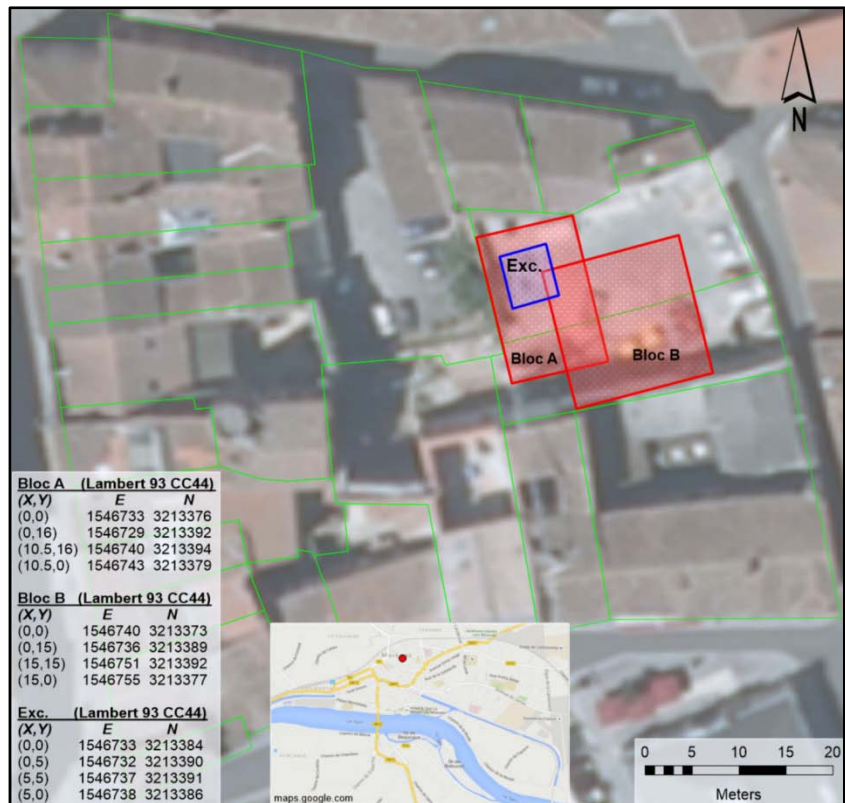 N
Exc.
Bloc A
Bloc B
Bloc A (Lambert 93 CC44)
(X,Y) E N
(0,0) 1546733 3213376
(0,16) 1546729 3213392
(10.5,16) 1546740 3213394
(10.5,0) 1546743 3213379
Bloc B (Lambert 93 CC44)
(X,Y) E N
(0,0) 1546740 3213373
(0,15) 1546736 3213389
(15,15) 1546751 3213392
(15,0) 1546755 3213377
Exc. (Lambert 93 CC44)
(X,Y) E N
(0,0) 1546733 3213384
(0,5) 1546732 3213390
(5,5) 1546737 3213391
(5,0) 1546738 3213386
maps.google.com
0 5 10 15 20
Meters